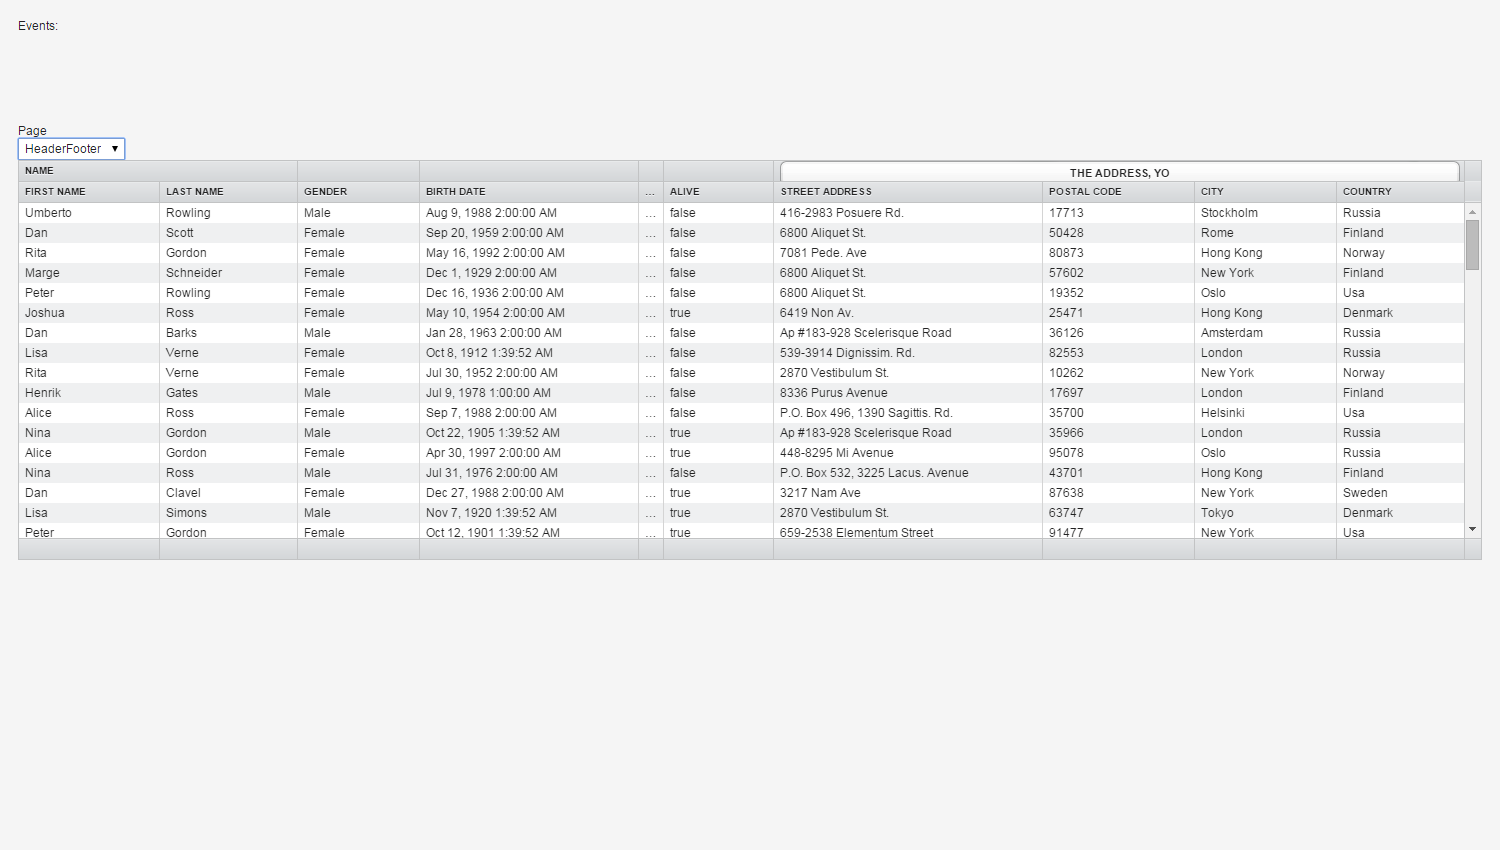 Events:
Page
HeaderFooter ▼
NAME THE ADDRESS, YO
FIRST NAME LAST NAME GENDER BIRTH DATE ... ALIVE STREET ADDRESS POSTAL CODE CITY COUNTRY
Umberto Rowling Male Aug 9, 1988 2:00:00 AM ... false 416-2983 Posuere Rd. 17713 Stockholm Russia
Dan Scott Female Sep 20, 1959 2:00:00 AM ... false 6800 Aliquet St. 50428 Rome Finland
Rita Gordon Female May 16, 1992 2:00:00 AM ... false 7081 Pede. Ave 80873 Hong Kong Norway
Marge Schneider Female Dec 1, 1929 2:00:00 AM ... false 6800 Aliquet St. 57602 New York Finland
Peter Rowling Female Dec 16, 1936 2:00:00 AM ... false 6800 Aliquet St. 19352 Oslo Usa
Joshua Ross Female May 10, 1954 2:00:00 AM ... true 6419 Non Av. 25471 Hong Kong Denmark
Dan Barks Male Jan 28, 1963 2:00:00 AM ... false Ap #183-928 Scelerisque Road 36126 Amsterdam Russia
Lisa Verne Female Oct 8, 1912 1:39:52 AM ... false 539-3914 Dignissim. Rd. 82553 London Russia
Rita Verne Female Jul 30, 1952 2:00:00 AM ... false 2870 Vestibulum St. 10262 New York Norway
Henrik Gates Male Jul 9, 1978 1:00:00 AM ... false 8336 Purus Avenue 17697 London Finland
Alice Ross Female Sep 7, 1988 2:00:00 AM ... false P.O. Box 496, 1390 Sagittis. Rd. 35700 Helsinki Usa
Nina Gordon Male Oct 22, 1905 1:39:52 AM ... true Ap #183-928 Scelerisque Road 35966 London Russia
Alice Gordon Female Apr 30, 1997 2:00:00 AM ... true 448-8295 Mi Avenue 95078 Oslo Russia
Nina Ross Male Jul 31, 1976 2:00:00 AM ... false P.O. Box 532, 3225 Lacus. Avenue 43701 Hong Kong Finland
Dan Clavel Female Dec 27, 1988 2:00:00 AM ... true 3217 Nam Ave 87638 New York Sweden
Lisa Simons Male Nov 7, 1920 1:39:52 AM ... true 2870 Vestibulum St. 63747 Tokyo Denmark
Peter Gordon Female Oct 12, 1901 1:39:52 AM ... true 659-2538 Elementum Street 91477 New York Usa